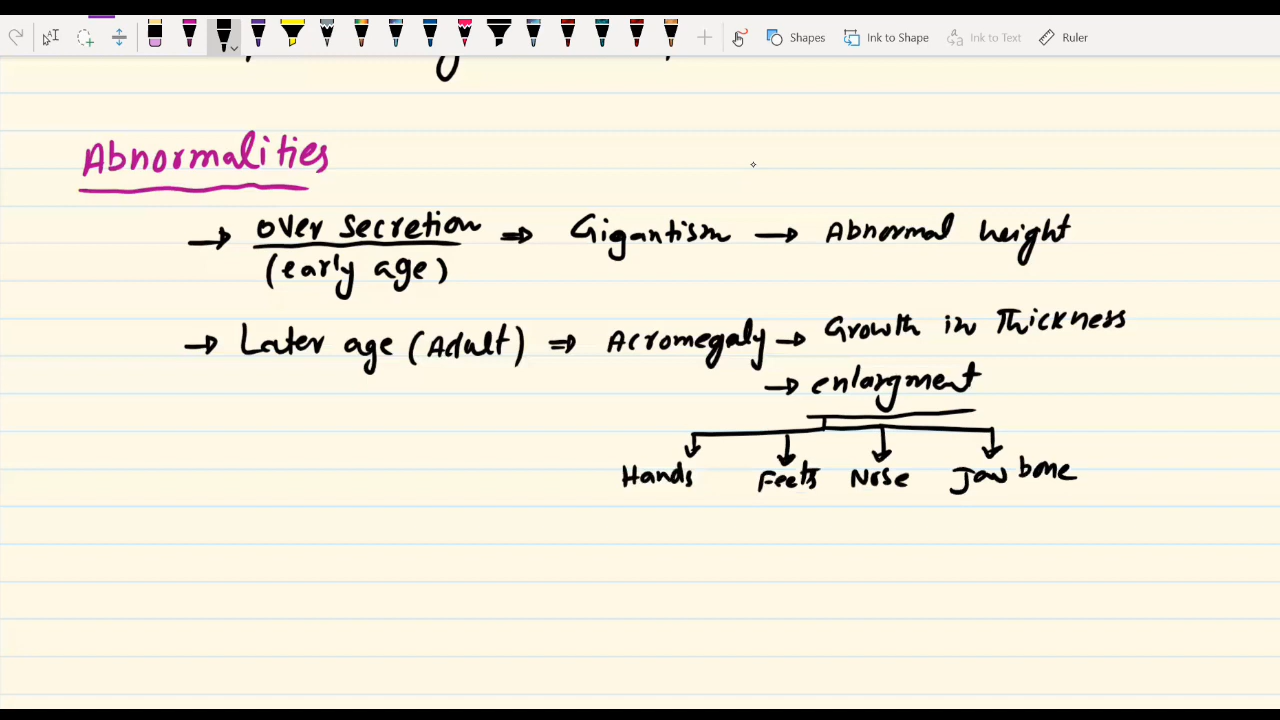 Shapes Ink to Shape Ink to Text Ruler
Abnormalities
→ over secretion ⇒ Gigantism → Abnormal height
(early age)
→ Later age (Adult) ⇒ Acromegaly → Growth in Thickness
→ enlargment
Hands Feets Nose Jaw bone